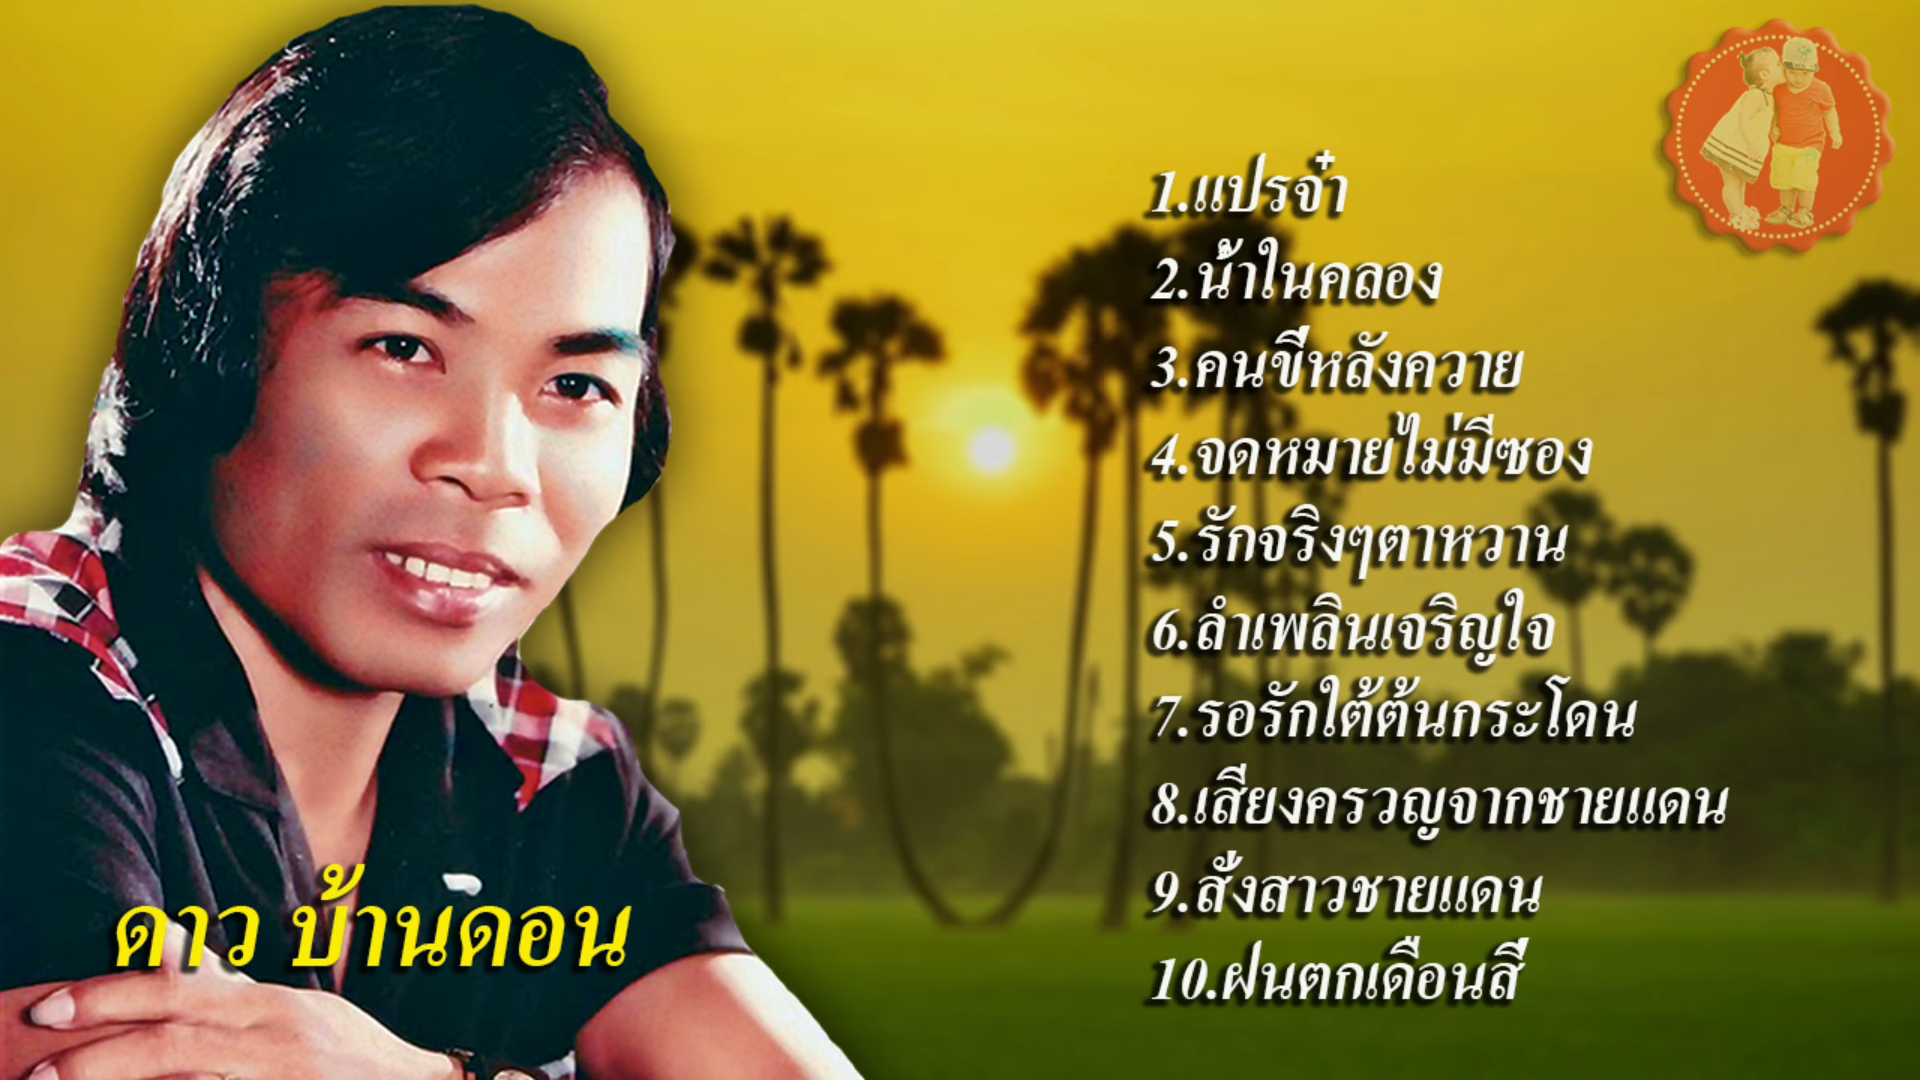 1.แปรจ๋า
2.น้ำในคลอง
3.คนขี่หลังควาย
4.จดหมายไม่มีซอง
5.รักจริงๆตาหวาน
6.ลำเพลินเจริญใจ
7.รอรักใต้ต้นกระโดน
8.เสียงครวญจากชายแดน
9.สั่งสาวชายแดน
10.ฝนตกเดือนสี่
ดาว บ้านดอน